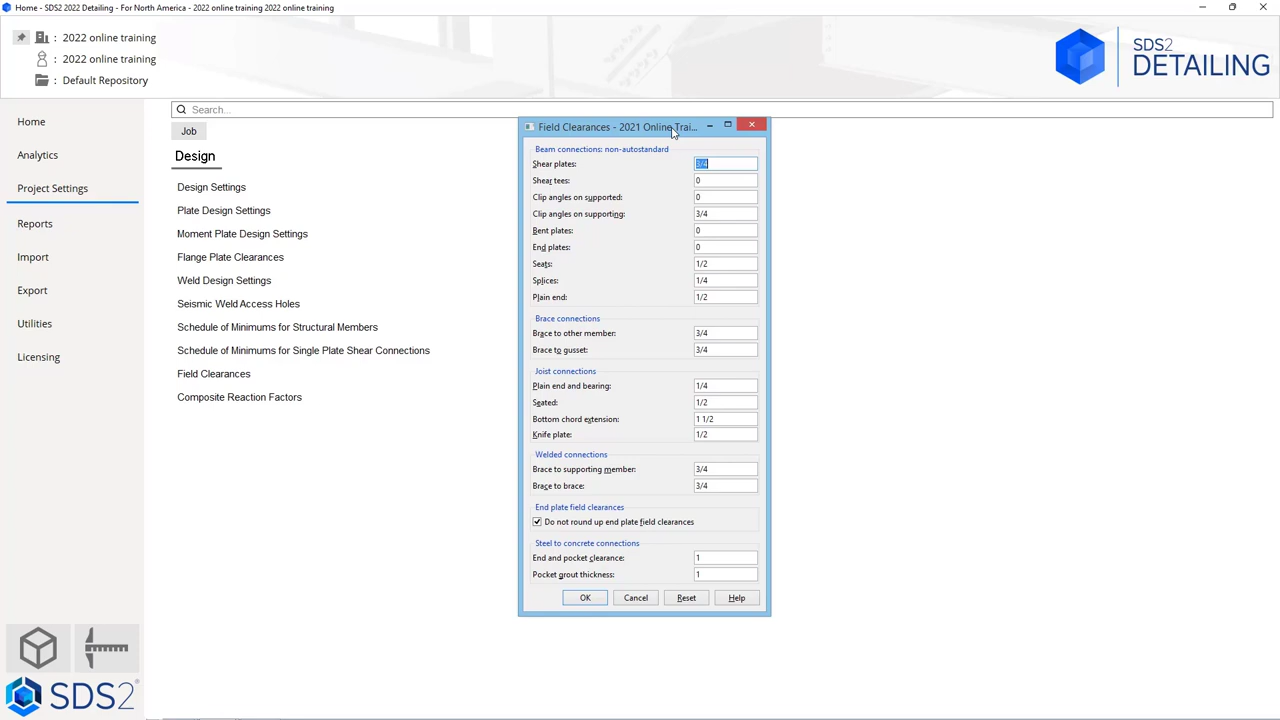 Home - SDS2 2022 Detailing - For North America - 2022 online training 2022 online training
: 2022 online training
: 2022 online training
: Default Repository
SDS2
DETAILING
Home
Analytics
Project Settings
Reports
Import
Export
Utilities
Licensing
SDS2
Search...
Job
Design
Design Settings
Plate Design Settings
Moment Plate Design Settings
Flange Plate Clearances
Weld Design Settings
Seismic Weld Access Holes
Schedule of Minimums for Structural Members
Schedule of Minimums for Single Plate Shear Connections
Field Clearances
Composite Reaction Factors
Field Clearances - 2021 Online Trai...
Beam connections: non-autostandard
Shear plates: 3/4
Shear tees: 0
Clip angles on supported: 0
Clip angles on supporting: 3/4
Bent plates: 0
End plates: 0
Seats: 1/2
Splices: 1/4
Plain end: 1/2
Brace connections
Brace to other member: 3/4
Brace to gusset: 3/4
Joist connections
Plain end and bearing: 1/4
Seated: 1/2
Bottom chord extension: 1 1/2
Knife plate: 1/2
Welded connections
Brace to supporting member: 3/4
Brace to brace: 3/4
End plate field clearances
Do not round up end plate field clearances
Steel to concrete connections
End and pocket clearance: 1
Pocket grout thickness: 1
OK Cancel Reset Help